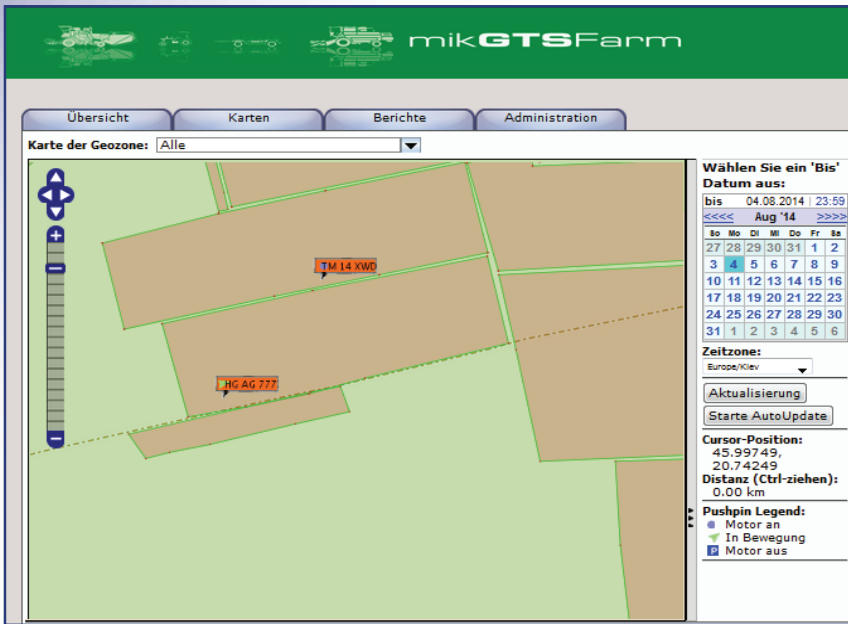 mikGTSFarm
Übersicht Karten Berichte Administration
Karte der Geozone: Alle
TM 14 XWD
HG AG 777
Wählen Sie ein 'Bis'
Datum aus:
bis 04.08.2014 | 23:59
<<<< Aug '14 >>>>
So Mo Di Mi Do Fr Sa
27 28 29 30 31 1 2
3 4 5 6 7 8 9
10 11 12 13 14 15 16
17 18 19 20 21 22 23
24 25 26 27 28 29 30
31 1 2 3 4 5 6
Zeitzone:
Europe/Kiev
Aktualisierung
Starte AutoUpdate
Cursor-Position:
45.99749,
20.74249
Distanz (Ctrl-ziehen):
0.00 km
Pushpin Legend:
Motor an
In Bewegung
P Motor aus